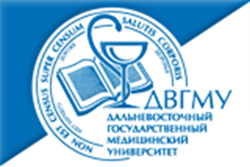 NON EST CENSUS SUPER CENSUM SALUTIS CORPORIS
ДВГМУ
ДАЛЬНЕВОСТОЧНЫЙ
ГОСУДАРСТВЕННЫЙ
МЕДИЦИНСКИЙ
УНИВЕРСИТЕТ